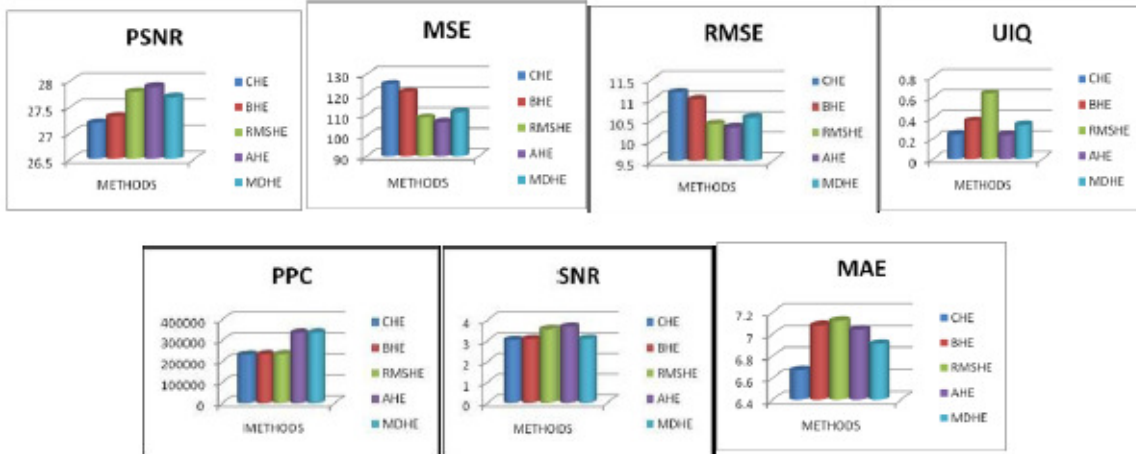 PSNR
28
27.5
27
26.5
METHODS
CHE
BHE
RMSHE
AHE
MDHE
MSE
130
120
110
100
90
METHODS
CHE
BHE
RMSHE
AHE
MDHE
RMSE
11.5
11
10.5
10
9.5
METHODS
CHE
BHE
RMSHE
AHE
MDHE
UIQ
0.8
0.6
0.4
0.2
0
METHODS
CHE
BHE
RMSHE
AHE
MDHE
PPC
400000
300000
200000
100000
0
METHODS
CHE
BHE
RMSHE
AHE
MDHE
SNR
4
3
2
1
0
METHOIDS
CHE
BHE
RMSHE
AHE
MDHE
MAE
7.2
7
6.8
6.6
6.4
METHODS
CHE
BHE
RMSHE
AHE
MDHE